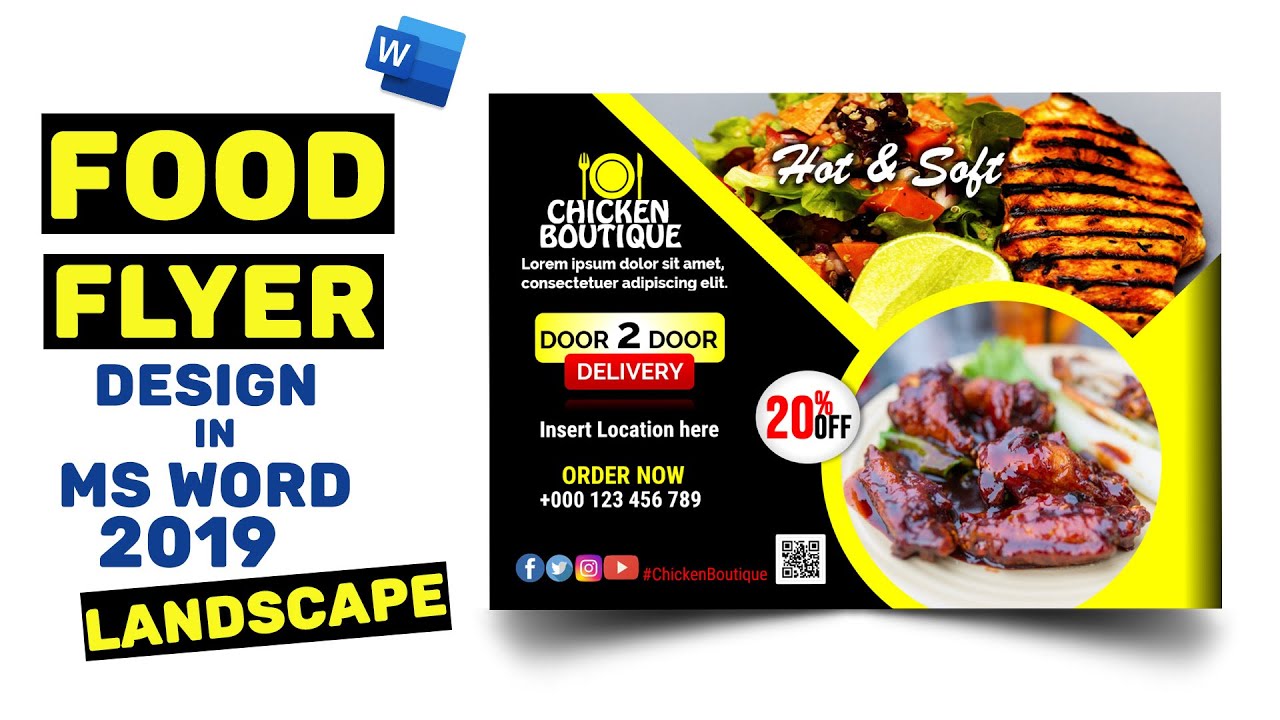 W
FOOD
FLYER
DESIGN
IN
MS WORD
2019
LANDSCAPE
CHICKEN
BOUTIQUE
Lorem ipsum dolor sit amet,
consectetuer adipiscing elit.
DOOR 2 DOOR
DELIVERY
Insert Location here
ORDER NOW
+000 123 456 789
#ChickenBoutique
Hot & Soft
20% OFF